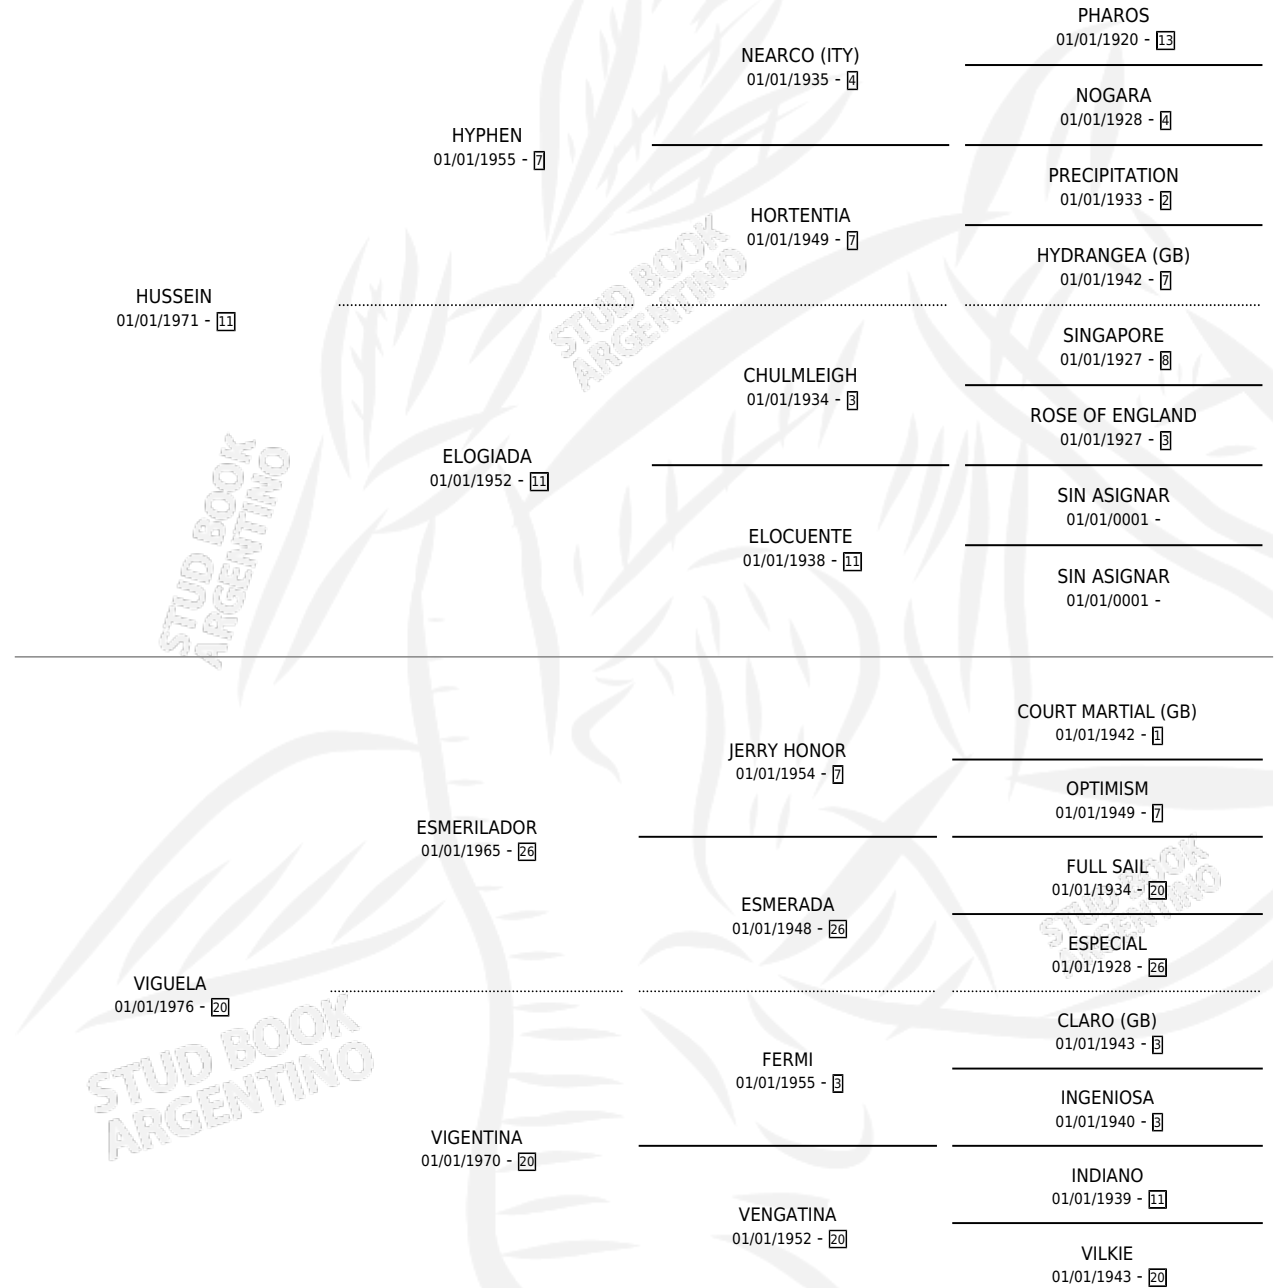 PHAROS
01/01/1920 - 13
NEARCO (ITY)
01/01/1935 - 4
NOGARA
01/01/1928 - 4
HYPHEN
01/01/1955 - 7
PRECIPITATION
01/01/1933 - 2
HORTENTIA
01/01/1949 - 7
HYDRANGEA (GB)
01/01/1942 - 7
HUSSEIN
01/01/1971 - 11
SINGAPORE
01/01/1927 - 8
CHULMLEIGH
01/01/1934 - 3
ROSE OF ENGLAND
01/01/1927 - 3
ELOGIADA
01/01/1952 - 11
SIN ASIGNAR
01/01/0001 -
ELOCUENTE
01/01/1938 - 11
SIN ASIGNAR
01/01/0001 -
COURT MARTIAL (GB)
01/01/1942 - 1
JERRY HONOR
01/01/1954 - 7
OPTIMISM
01/01/1949 - 7
ESMERILADOR
01/01/1965 - 26
FULL SAIL
01/01/1934 - 20
ESMERADA
01/01/1948 - 26
ESPECIAL
01/01/1928 - 26
VIGUELA
01/01/1976 - 20
CLARO (GB)
01/01/1943 - 3
FERMI
01/01/1955 - 3
INGENIOSA
01/01/1940 - 3
VIGENTINA
01/01/1970 - 20
INDIANO
01/01/1939 - 11
VENGATINA
01/01/1952 - 20
VILKIE
01/01/1943 - 20
STUD BOOK
ARGENTINO
STUD BOOK
ARGENTINO
STUD BOOK
ARGENTINO
STUD BOOK
ARGENTINO